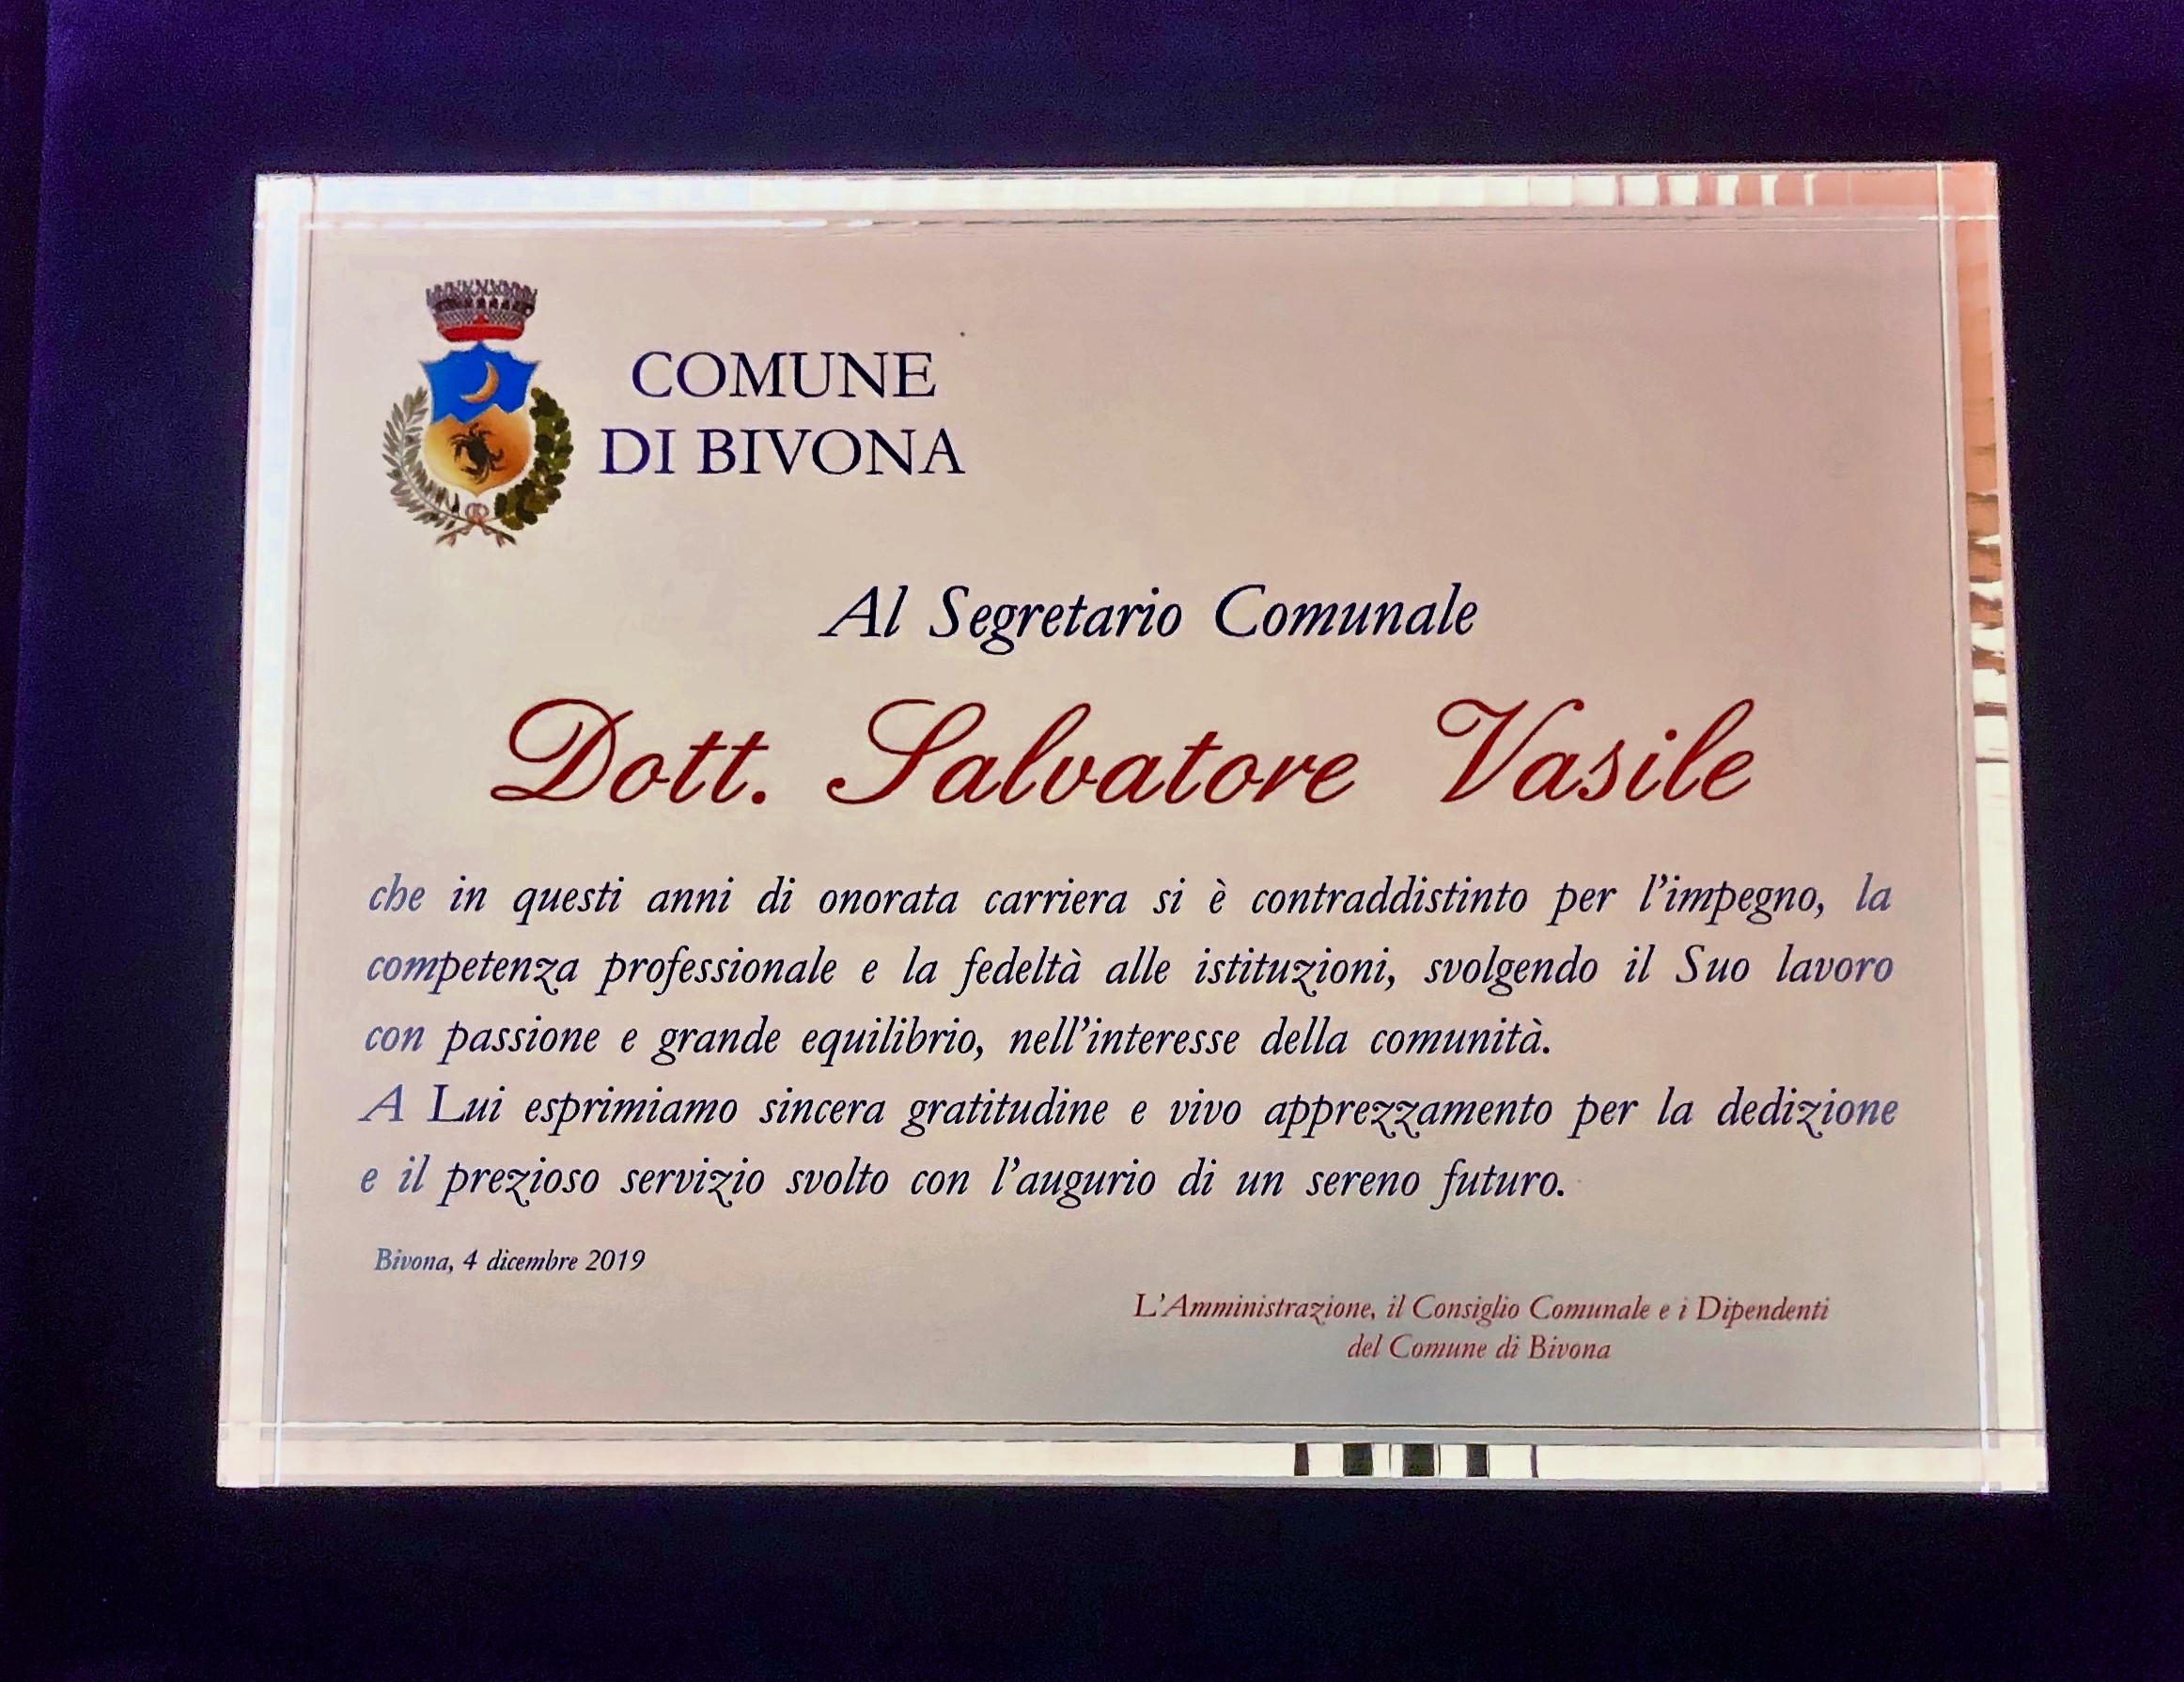 COMUNE
DI BIVONA
Al Segretario Comunale
Dott. Salvatore Vasile
che in questi anni di onorata carriera si è contraddistinto per l'impegno, la
competenza professionale e la fedeltà alle istituzioni, svolgendo il Suo lavoro
con passione e grande equilibrio, nell'interesse della comunità.
A Lui esprimiamo sincera gratitudine e vivo apprezzamento per la dedizione
e il prezioso servizio svolto con l'augurio di un sereno futuro.
Bivona, 4 dicembre 2019
L'Amministrazione, il Consiglio Comunale e i Dipendenti
del Comune di Bivona